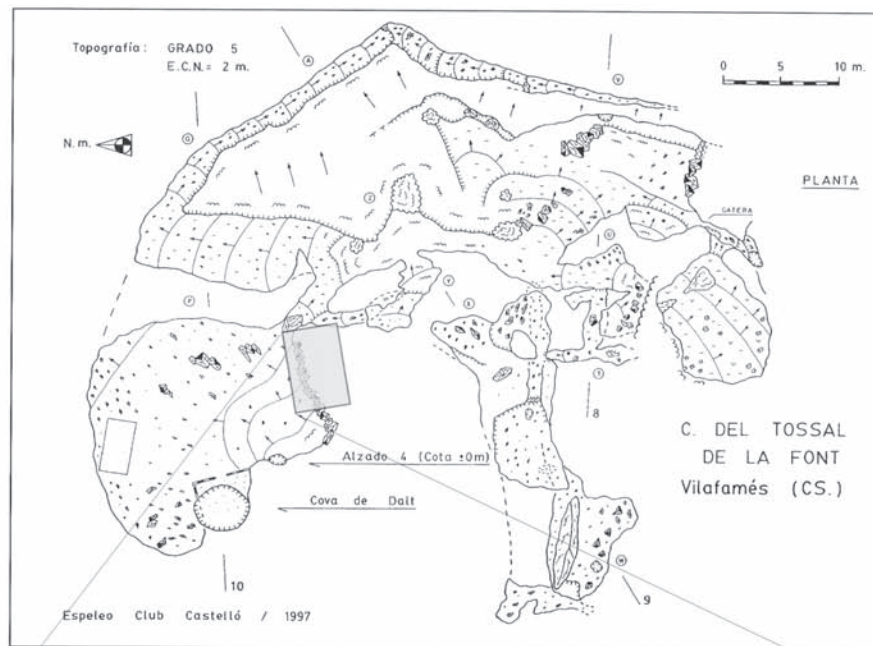 Topografía: GRADO 5
E.C.N.= 2 m.
0 5 10 m.
N. m.
PLANTA
GATERA
8
C. DEL TOSSAL
DE LA FONT
Vilafamés (CS.)
Alzado 4 (Cota ±0m)
Cova de Dalt
10
9
Espeleo Club Castelló / 1997